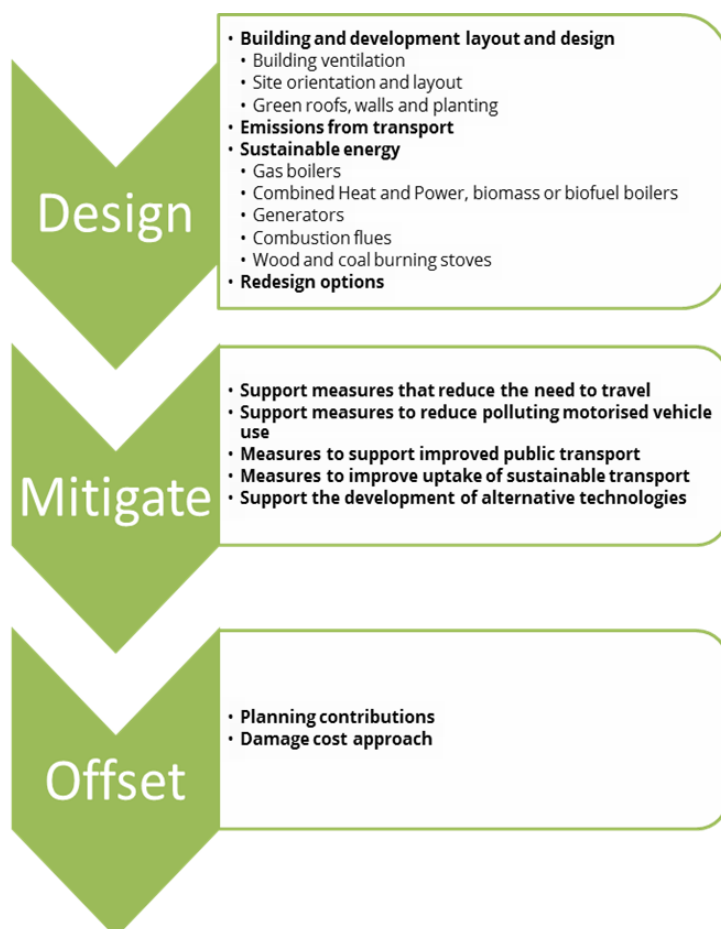 Design
• Building and development layout and design
• Building ventilation
• Site orientation and layout
• Green roofs, walls and planting
• Emissions from transport
• Sustainable energy
• Gas boilers
• Combined Heat and Power, biomass or biofuel boilers
• Generators
• Combustion flues
• Wood and coal burning stoves
• Redesign options
Mitigate
• Support measures that reduce the need to travel
• Support measures to reduce polluting motorised vehicle
use
• Measures to support improved public transport
• Measures to improve uptake of sustainable transport
• Support the development of alternative technologies
Offset
• Planning contributions
• Damage cost approach